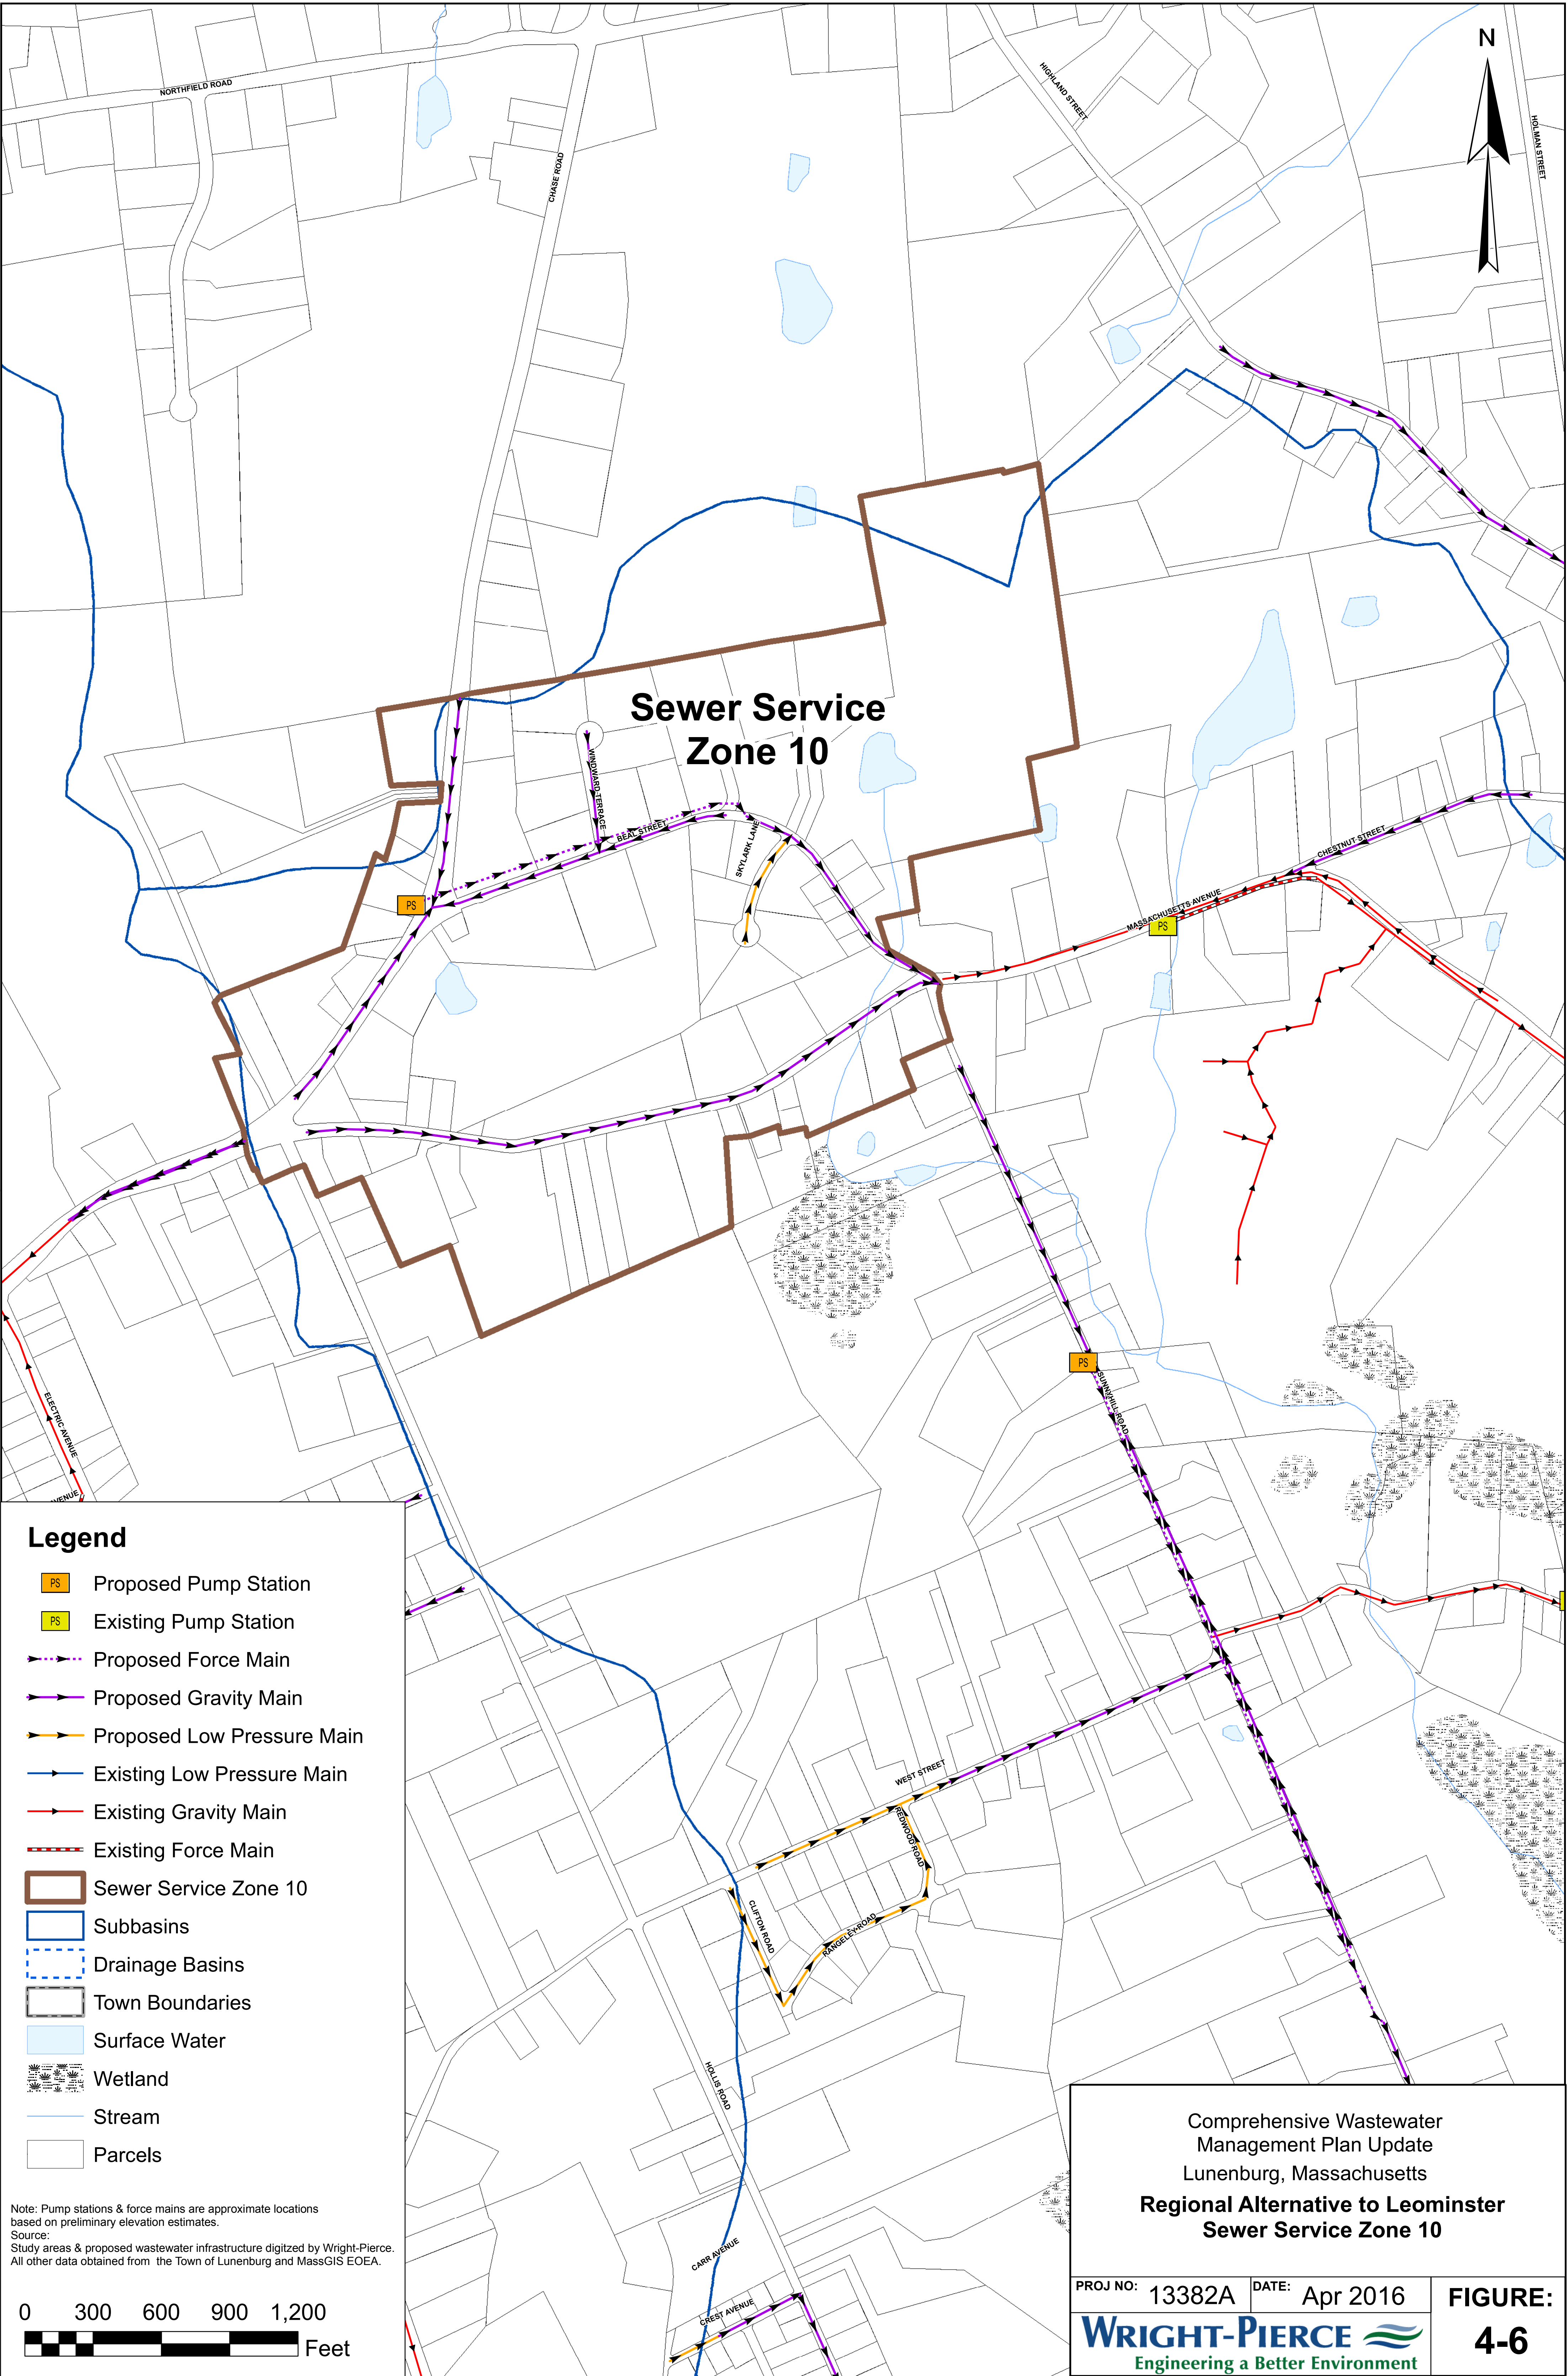 N
NORTHFIELD ROAD
CHASE ROAD
HIGHLAND STREET
HOLMAN STREET
Sewer Service
Zone 10
WINDWARD TERRACE
BEAL STREET
SKYLARK LANE
PS
CHESTNUT STREET
MASSACHUSETTS AVENUE
PS
PS
SUNNYHILL ROAD
ELECTRIC AVENUE
AVENUE
WEST STREET
REDWOOD ROAD
CLIFTON ROAD
RANGELEY ROAD
HOLLIS ROAD
CARR AVENUE
CREST AVENUE
Legend
PS Proposed Pump Station
PS Existing Pump Station
Proposed Force Main
Proposed Gravity Main
Proposed Low Pressure Main
Existing Low Pressure Main
Existing Gravity Main
Existing Force Main
Sewer Service Zone 10
Subbasins
Drainage Basins
Town Boundaries
Surface Water
Wetland
Stream
Parcels
Note: Pump stations & force mains are approximate locations
based on preliminary elevation estimates.
Source:
Study areas & proposed wastewater infrastructure digitzed by Wright-Pierce.
All other data obtained from the Town of Lunenburg and MassGIS EOEA.
0 300 600 900 1,200
Feet
Comprehensive Wastewater
Management Plan Update
Lunenburg, Massachusetts
Regional Alternative to Leominster
Sewer Service Zone 10
PROJ NO: 13382A DATE: Apr 2016
WRIGHT-PIERCE
Engineering a Better Environment
FIGURE:
4-6